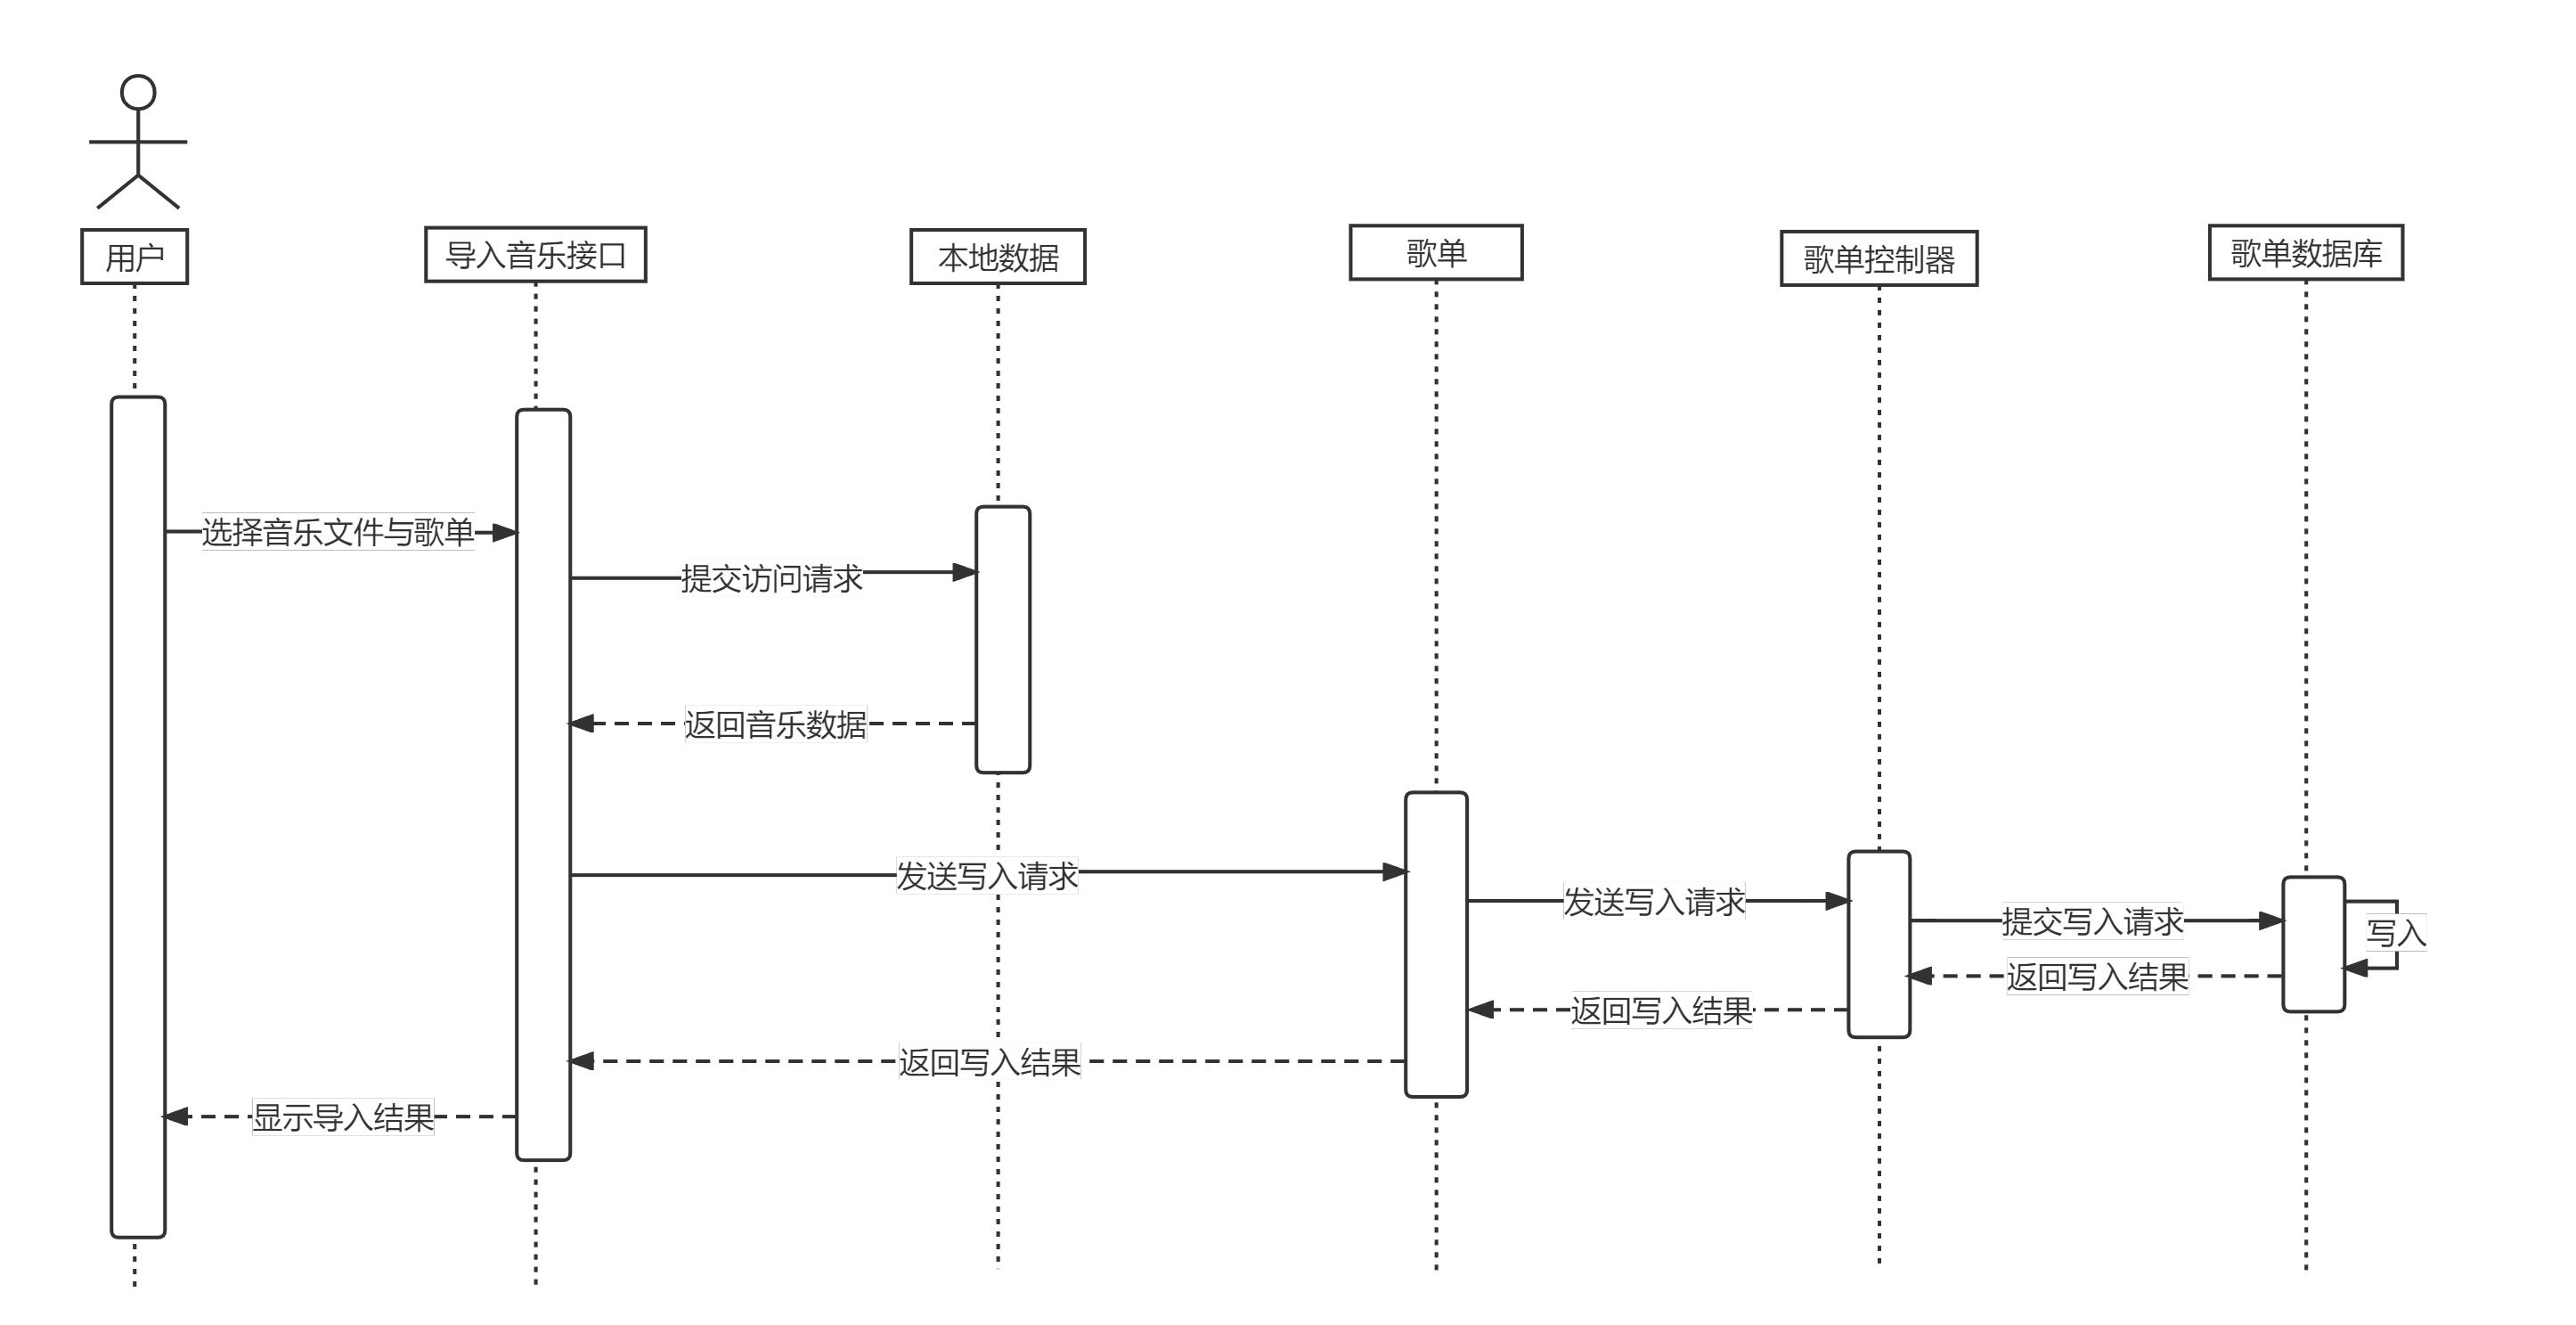 用户
导入音乐接口
本地数据
歌单
歌单控制器
歌单数据库
选择音乐文件与歌单
提交访问请求
返回音乐数据
发送写入请求
发送写入请求
提交写入请求
写入
返回写入结果
返回写入结果
返回写入结果
显示导入结果